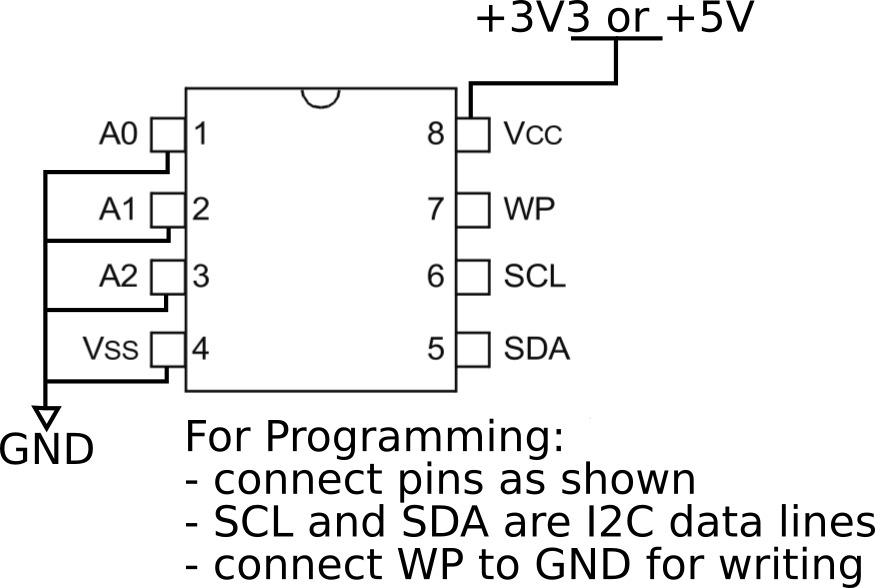 +3V3 or +5V
A0 1 8 VCC
A1 2 7 WP
A2 3 6 SCL
VSS 4 5 SDA
GND
For Programming:
- connect pins as shown
- SCL and SDA are I2C data lines
- connect WP to GND for writing